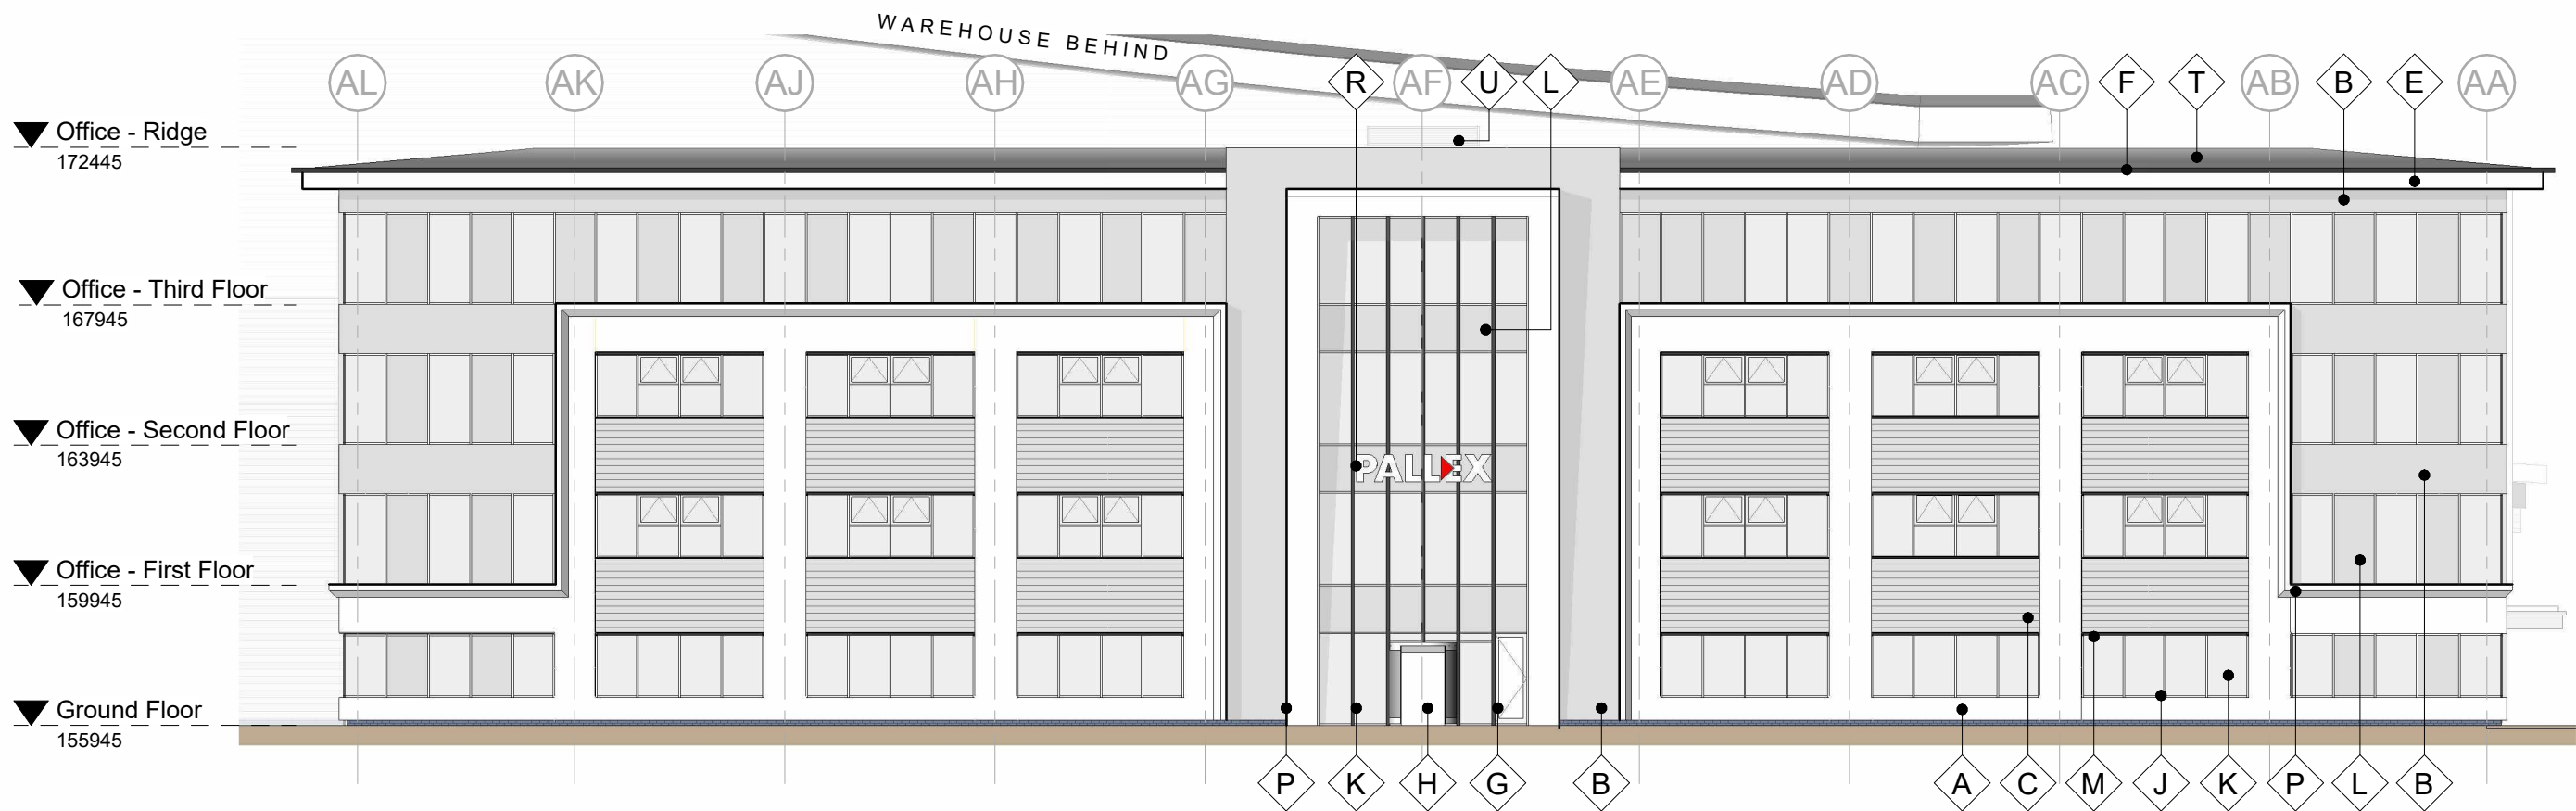 WAREHOUSE BEHIND
AL AK AJ AH AG R AF U L AE AD AC F T AB B E AA
Office - Ridge
172445
Office - Third Floor
167945
Office - Second Floor
163945
PALLEX
Office - First Floor
159945
Ground Floor
155945
P K H G B A C M J K P L B